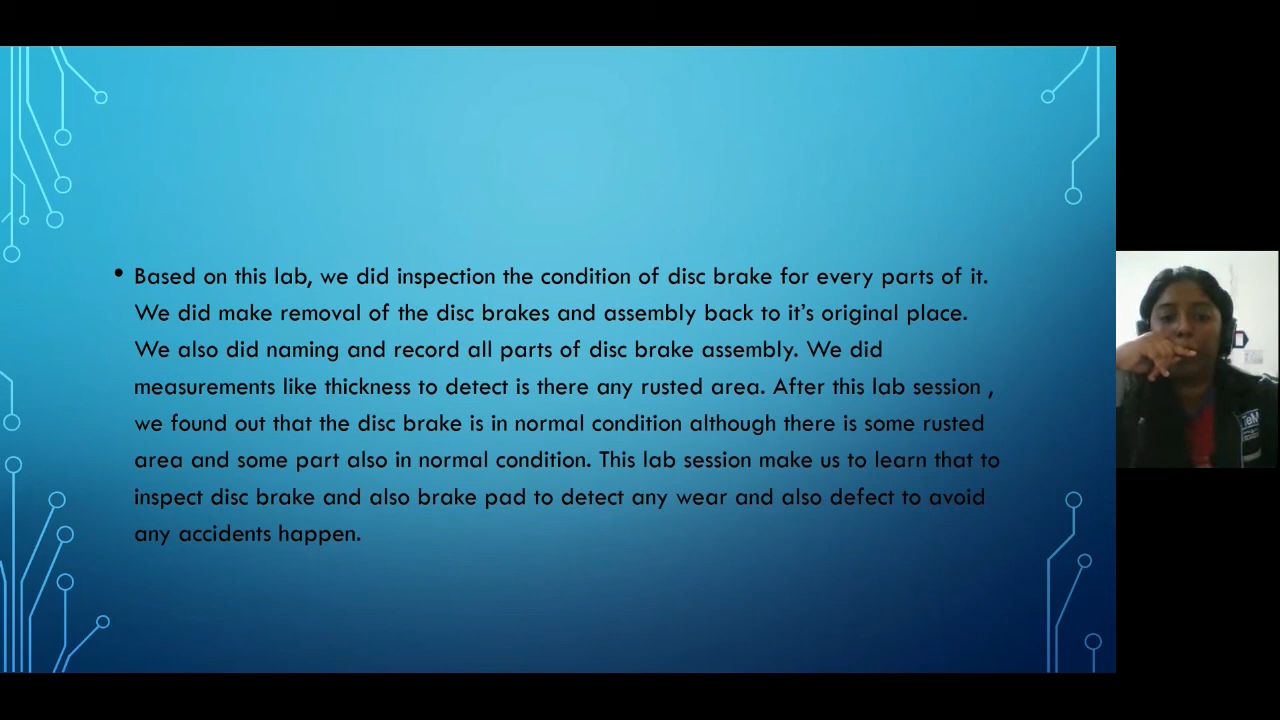 • Based on this lab, we did inspection the condition of disc brake for every parts of it.
We did make removal of the disc brakes and assembly back to it’s original place.
We also did naming and record all parts of disc brake assembly. We did
measurements like thickness to detect is there any rusted area. After this lab session ,
we found out that the disc brake is in normal condition although there is some rusted
area and some part also in normal condition. This lab session make us to learn that to
inspect disc brake and also brake pad to detect any wear and also defect to avoid
any accidents happen.